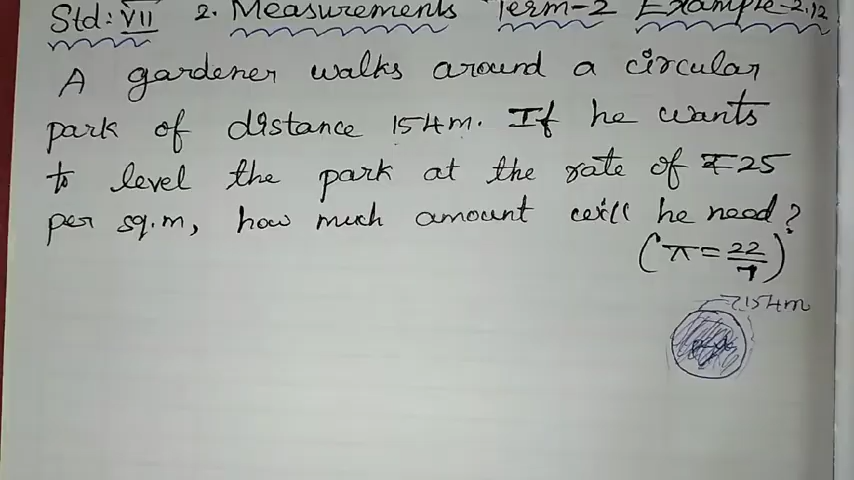 Std: VII 2. Measurements Term-2 Example-2.12
A gardener walks around a circular
park of distance 154m. If he wants
to level the park at the rate of ₹25
per sq.m, how much amount will he need?
(π = 22/7)
154m